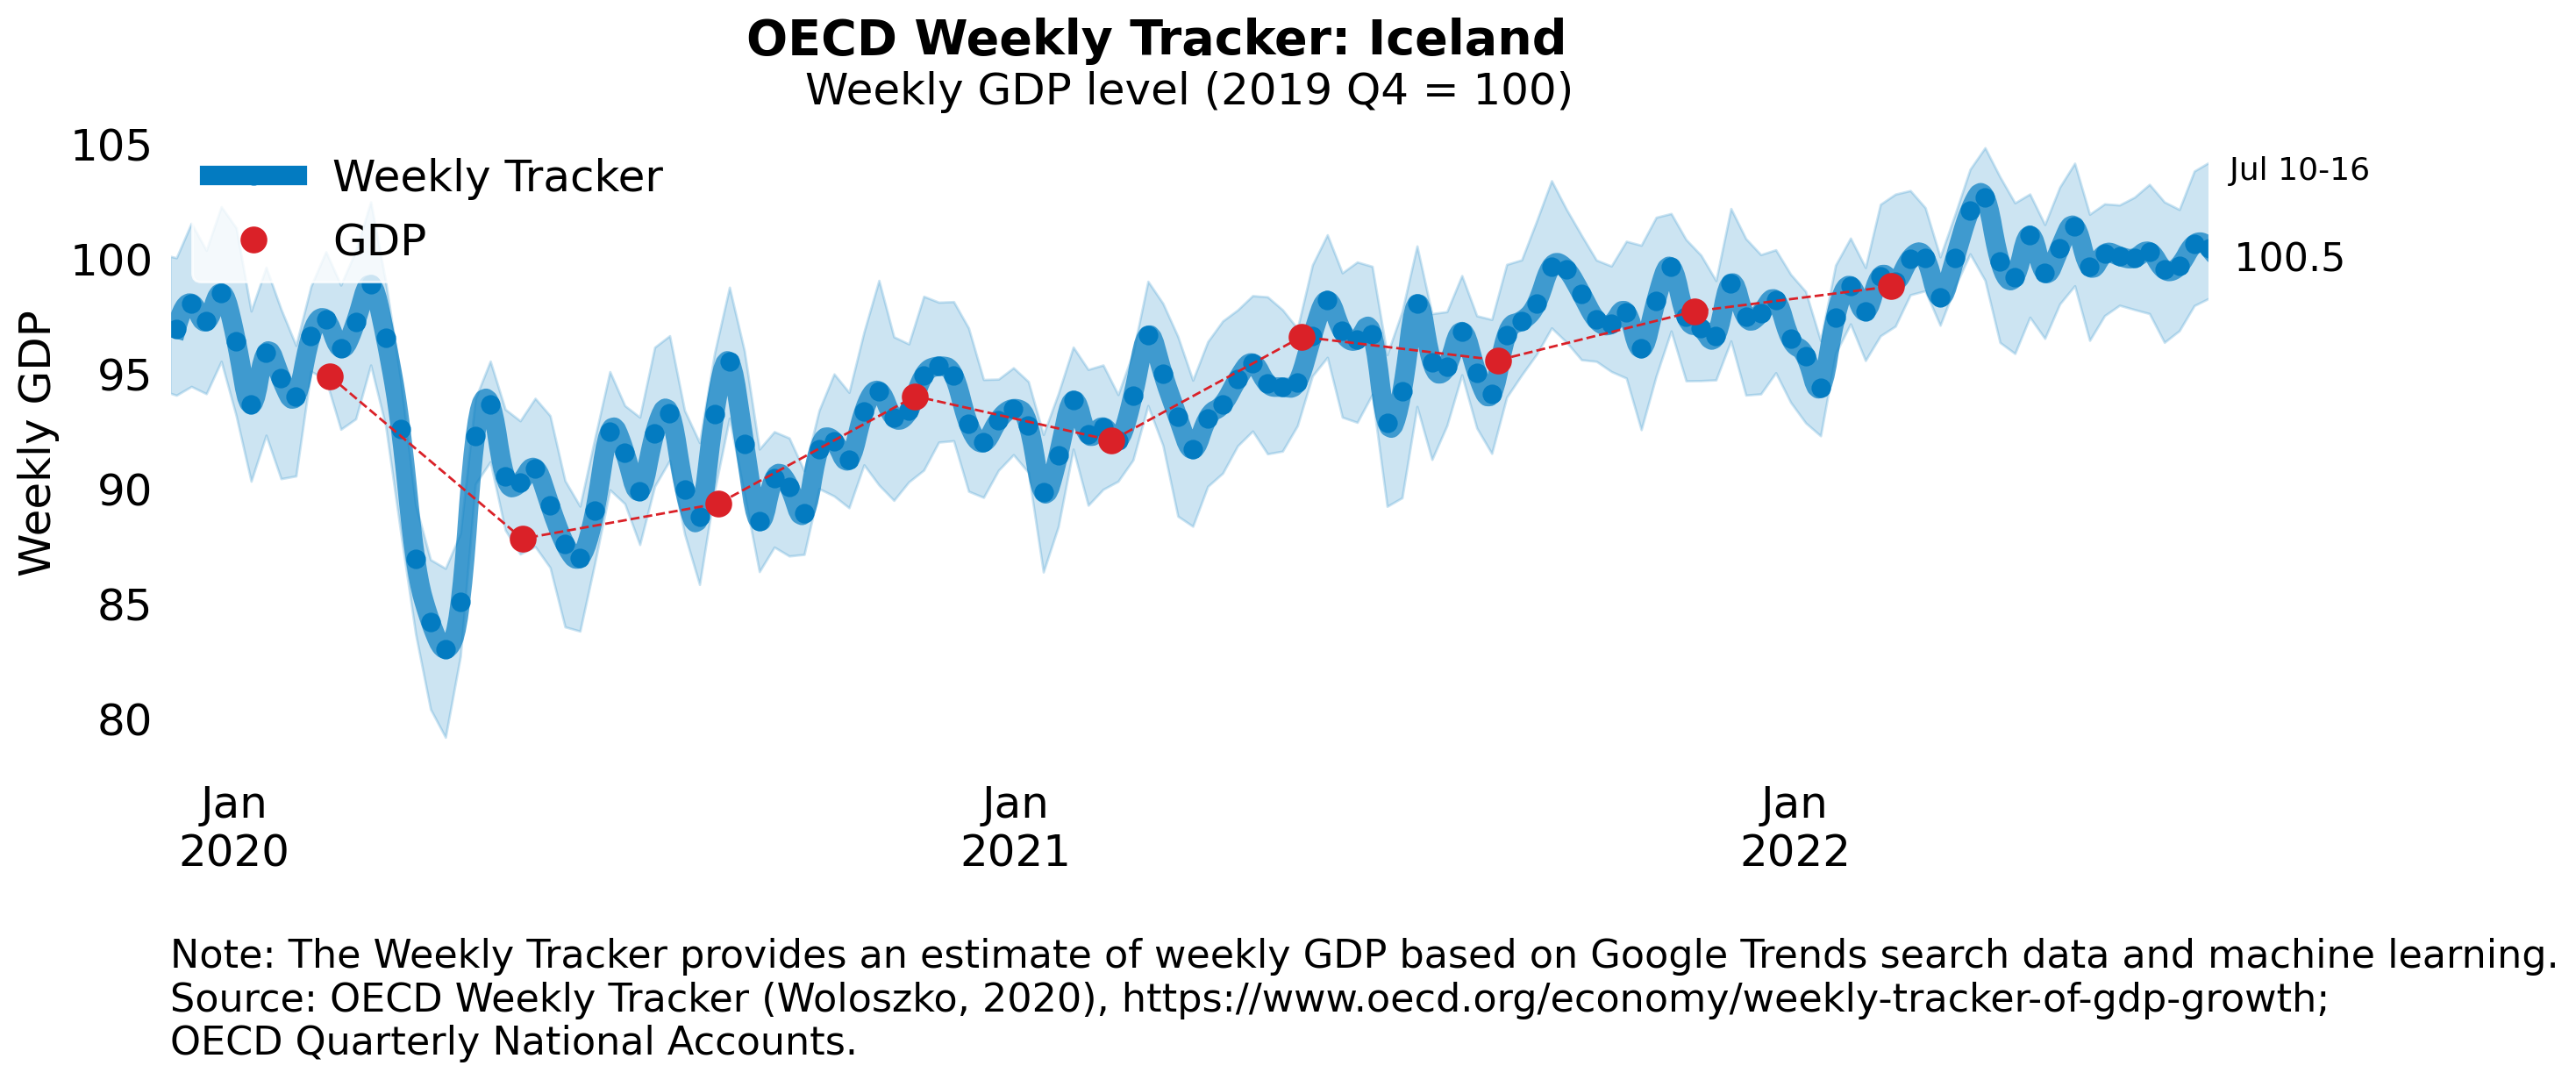 OECD Weekly Tracker: Iceland
Weekly GDP level (2019 Q4 = 100)
Weekly GDP
105
100
95
90
85
80
Weekly Tracker
GDP
Jul 10-16
100.5
Jan
2020
Jan
2021
Jan
2022
Note: The Weekly Tracker provides an estimate of weekly GDP based on Google Trends search data and machine learning.
Source: OECD Weekly Tracker (Woloszko, 2020), https://www.oecd.org/economy/weekly-tracker-of-gdp-growth;
OECD Quarterly National Accounts.